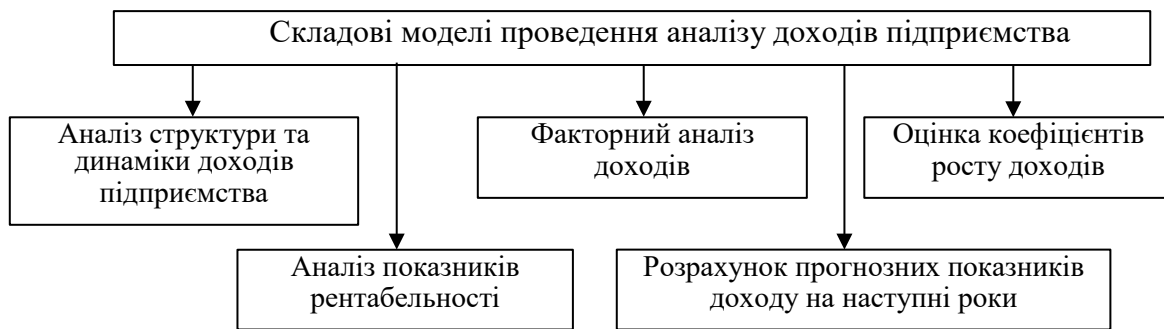 Складові моделі проведення аналізу доходів підприємства
Аналіз структури та
динаміки доходів
підприємства
Факторний аналіз
доходів
Оцінка коефіцієнтів
росту доходів
Аналіз показників
рентабельності
Розрахунок прогнозних показників
доходу на наступні роки